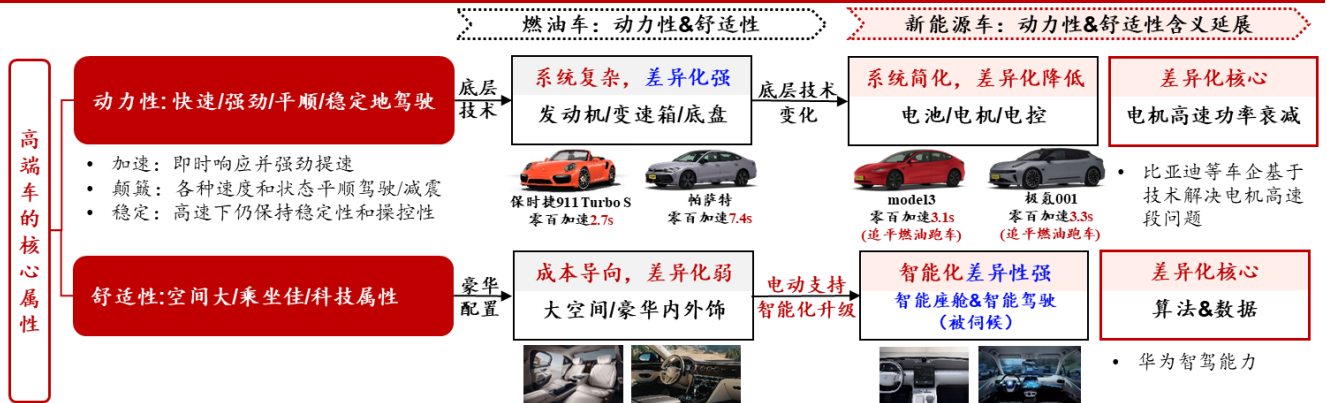 燃油车：动力性&舒适性
新能源车：动力性&舒适性含义延展
高端车的核心属性
动力性:快速/强劲/平顺/稳定地驾驶
• 加速：即时响应并强劲提速
• 颠簸：各种速度和状态平顺驾驶/减震
• 稳定：高速下仍保持稳定性和操控性
底层
技术
系统复杂，差异化强
发动机/变速箱/底盘
保时捷911 Turbo S
零百加速2.7s
帕萨特
零百加速7.4s
底层技术
变化
系统简化，差异化降低
电池/电机/电控
model3
零百加速3.1s
(追平燃油跑车)
极氪001
零百加速3.3s
(追平燃油跑车)
差异化核心
电机高速功率衰减
• 比亚迪等车企基于
技术解决电机高速
段问题
舒适性:空间大/乘坐佳/科技属性
豪华
配置
成本导向，差异化弱
大空间/豪华内外饰
电动支持
智能化升级
智能化差异性强
智能座舱&智能驾驶
（被伺候）
差异化核心
算法&数据
• 华为智驾能力